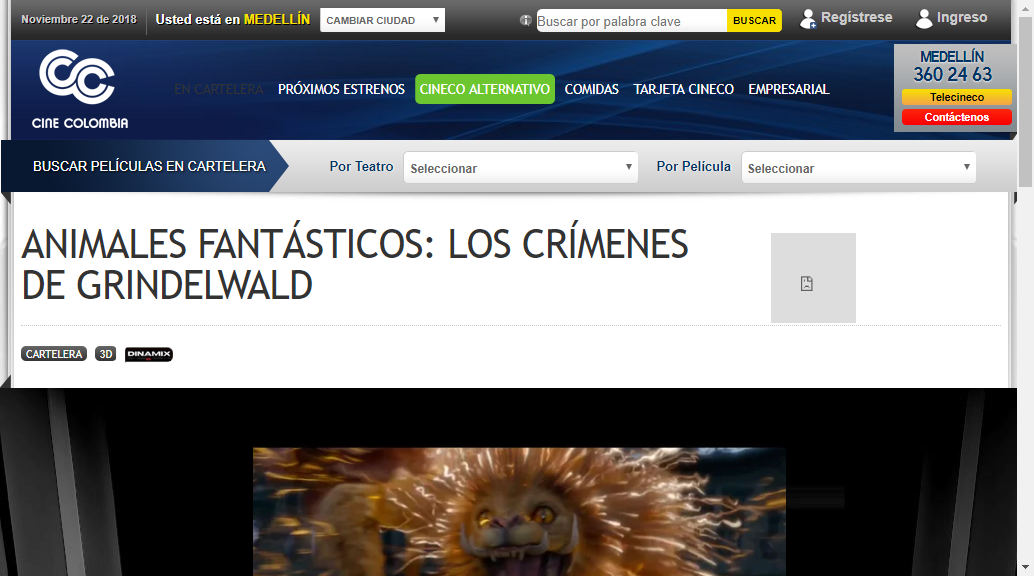 Noviembre 22 de 2018
Usted está en MEDELLÍN
CAMBIAR CIUDAD
Buscar por palabra clave
BUSCAR
Regístrese
Ingreso
CINE COLOMBIA
EN CARTELERA
PRÓXIMOS ESTRENOS
CINECO ALTERNATIVO
COMIDAS
TARJETA CINECO
EMPRESARIAL
MEDELLÍN
360 24 63
Telecineco
Contáctenos
BUSCAR PELÍCULAS EN CARTELERA
Por Teatro
Seleccionar
Por Película
Seleccionar
ANIMALES FANTÁSTICOS: LOS CRÍMENES
DE GRINDELWALD
CARTELERA
3D
DINAMIX